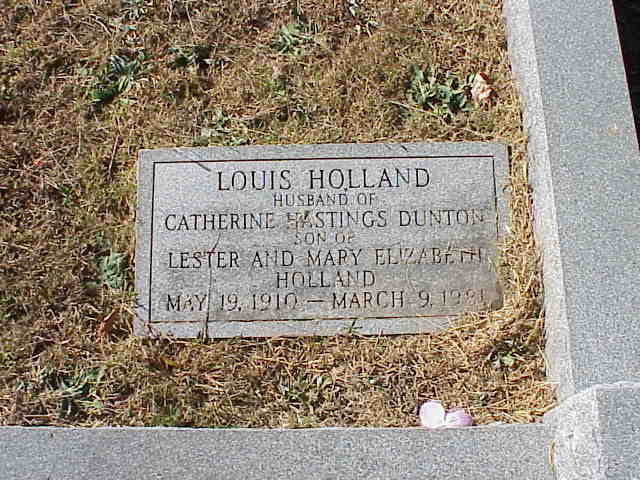 LOUIS HOLLAND
HUSBAND OF
CATHERINE HASTINGS DUNTON
SON OF
LESTER AND MARY ELIZABETH
HOLLAND
MAY 19, 1910 — MARCH 9, 1991